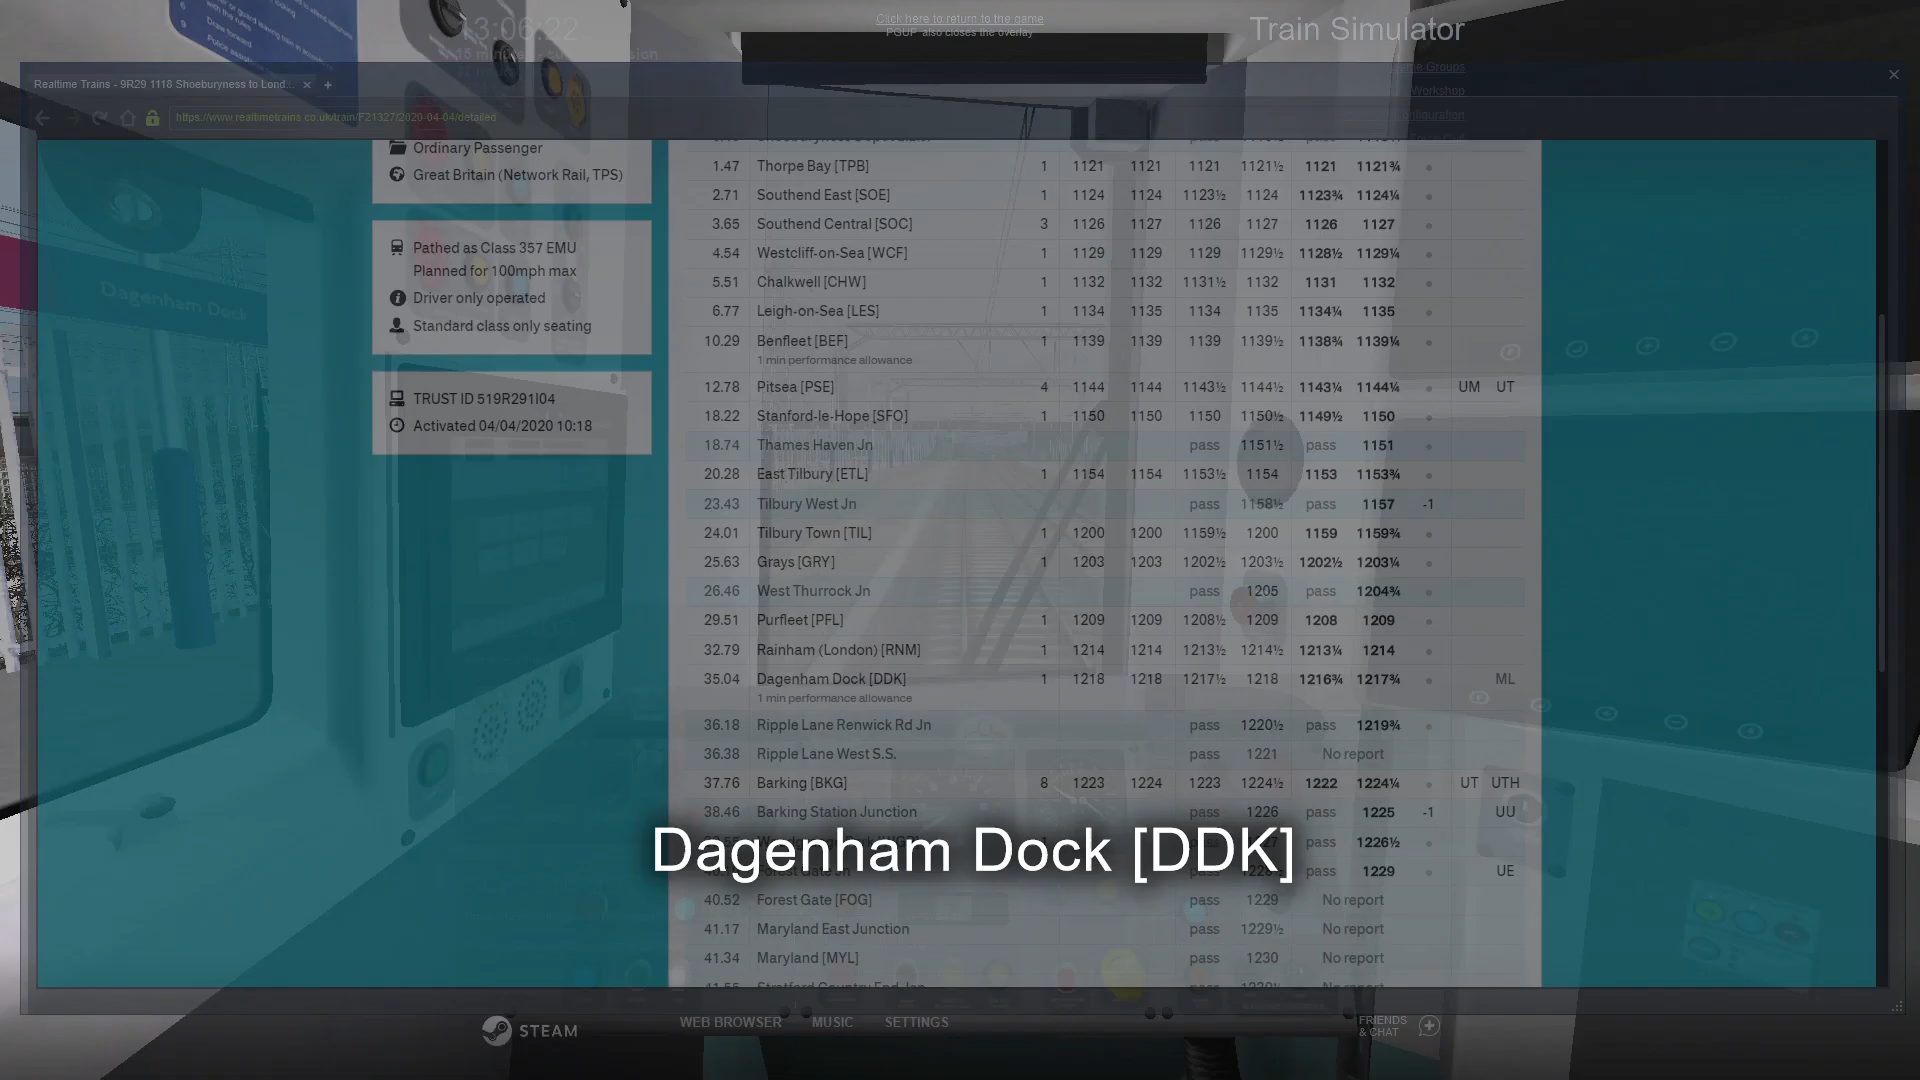 13:06:22
Click here to return to the game
PGUP also closes the overlay
Train Simulator
Workshop
Realtime Trains - 9R29 1118 Shoeburyness to Lond...
https://www.realtimetrains.co.uk/train/F21327/2020-04-04/detailed
Ordinary Passenger
Great Britain (Network Rail, TPS)
Pathed as Class 357 EMU
Planned for 100mph max
Driver only operated
Standard class only seating
TRUST ID 519R291I04
Activated 04/04/2020 10:18
Dagenham Dock
1.47 Thorpe Bay [TPB] 1 1121 1121 1121 1121½ 1121 1121¾
2.71 Southend East [SOE] 1 1124 1124 1123½ 1124 1123¾ 1124¼
3.65 Southend Central [SOC] 3 1126 1127 1126 1127 1126 1127
4.54 Westcliff-on-Sea [WCF] 1 1129 1129 1129 1129½ 1128½ 1129¼
5.51 Chalkwell [CHW] 1 1132 1132 1131½ 1132 1131 1132
6.77 Leigh-on-Sea [LES] 1 1134 1135 1134 1135 1134¼ 1135
10.29 Benfleet [BEF] 1 1139 1139 1139 1139½ 1138¾ 1139¼
1 min performance allowance
12.78 Pitsea [PSE] 4 1144 1144 1143½ 1144½ 1143¼ 1144¼ UM UT
18.22 Stanford-le-Hope [SFO] 1 1150 1150 1150 1150½ 1149½ 1150
18.74 Thames Haven Jn pass 1151½ pass 1151
20.28 East Tilbury [ETL] 1 1154 1154 1153½ 1154 1153 1153¾
23.43 Tilbury West Jn pass 1158½ pass 1157 -1
24.01 Tilbury Town [TIL] 1 1200 1200 1159½ 1200 1159 1159¾
25.63 Grays [GRY] 1 1203 1203 1202½ 1203½ 1202½ 1203¼
26.46 West Thurrock Jn pass 1205 pass 1204¾
29.51 Purfleet [PFL] 1 1209 1209 1208½ 1209 1208 1209
32.79 Rainham (London) [RNM] 1 1214 1214 1213½ 1214½ 1213¼ 1214
35.04 Dagenham Dock [DDK] 1 1218 1218 1217½ 1218 1216¾ 1217¾ ML
1 min performance allowance
36.18 Ripple Lane Renwick Rd Jn pass 1220½ pass 1219¾
36.38 Ripple Lane West S.S. pass 1221 No report
37.76 Barking [BKG] 8 1223 1224 1223 1224½ 1222 1224¼ UT UTH
38.46 Barking Station Junction pass 1226 pass 1225 -1 UU
pass 1226½
Forest Gate Jn pass pass 1229 UE
Dagenham Dock [DDK]
40.52 Forest Gate [FOG] pass 1229 No report
41.17 Maryland East Junction pass 1229½ No report
41.34 Maryland [MYL] pass 1230 No report
STEAM
WEB BROWSER MUSIC SETTINGS
FRIENDS
& CHAT